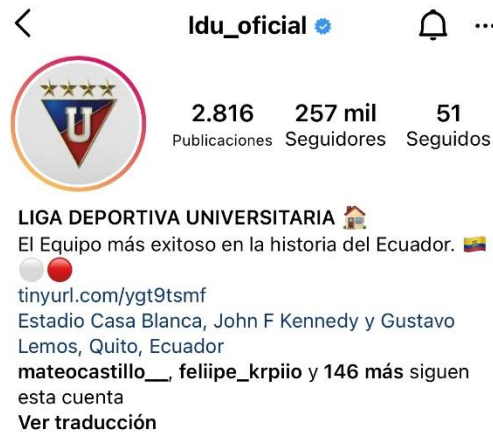 ldu_oficial
U
2.816 257 mil 51
Publicaciones Seguidores Seguidos
LIGA DEPORTIVA UNIVERSITARIA
El Equipo más exitoso en la historia del Ecuador.
tinyurl.com/ygt9tsmf
Estadio Casa Blanca, John F Kennedy y Gustavo
Lemos, Quito, Ecuador
mateocastillo__, feliipe_krpiio y 146 más siguen
esta cuenta
Ver traducción